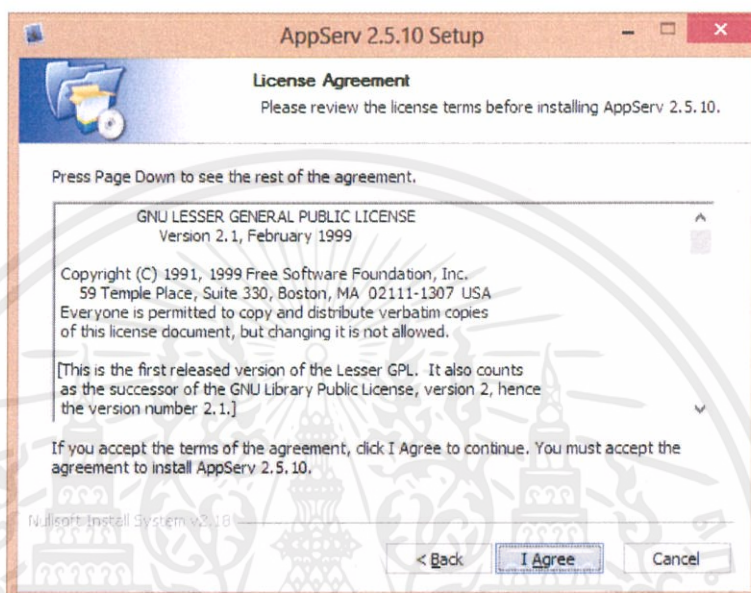 AppServ 2.5.10 Setup
License Agreement
Please review the license terms before installing AppServ 2.5.10.
Press Page Down to see the rest of the agreement.
GNU LESSER GENERAL PUBLIC LICENSE
Version 2.1, February 1999
Copyright (C) 1991, 1999 Free Software Foundation, Inc.
59 Temple Place, Suite 330, Boston, MA 02111-1307 USA
Everyone is permitted to copy and distribute verbatim copies
of this license document, but changing it is not allowed.
[This is the first released version of the Lesser GPL. It also counts
as the successor of the GNU Library Public License, version 2, hence
the version number 2.1.]
If you accept the terms of the agreement, click I Agree to continue. You must accept the
agreement to install AppServ 2.5.10.
Nullsoft Install System v2.18
< Back I Agree Cancel